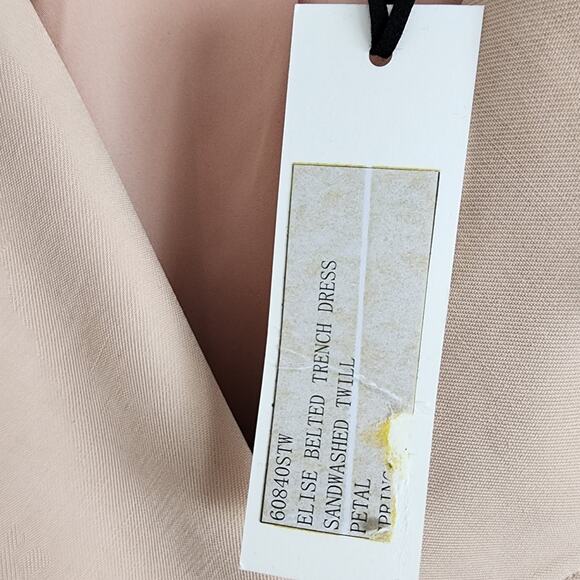 60840STW
ELISE BELTED TRENCH DRESS
SANDWASHED TWILL
PETAL